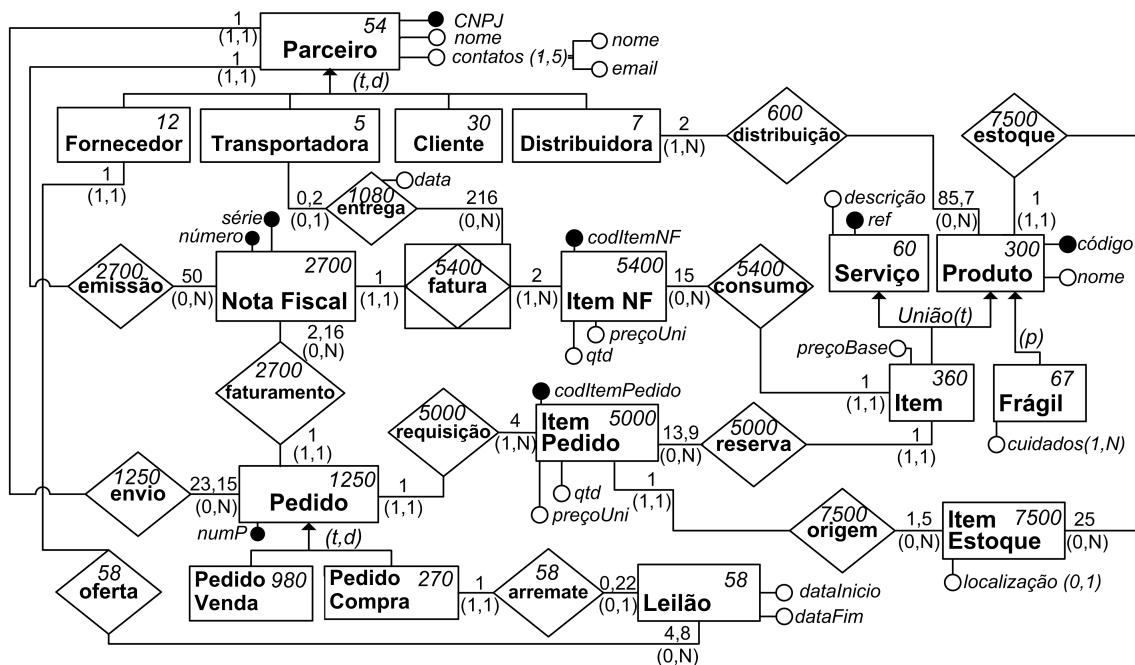 1
(1,1)
54
Parceiro
CNPJ
nome
contatos (1,5)
nome
email
1
(1,1)
(t,d)
12
Fornecedor
5
Transportadora
30
Cliente
7
Distribuidora
2
(1,N)
600
distribuição
7500
estoque
1
(1,1)
0,2
(0,1)
data
1080
entrega
216
(0,N)
descrição
ref
85,7
(0,N)
1
(1,1)
série
número
codItemNF
60
Serviço
300
Produto
código
nome
2700
emissão
50
(0,N)
2700
Nota Fiscal
1
(1,1)
5400
fatura
2
(1,N)
5400
Item NF
15
(0,N)
5400
consumo
preçoUni
qtd
União(t)
(p)
2,16
(0,N)
preçoBase
2700
faturamento
1
(1,1)
360
Item
67
Frágil
cuidados(1,N)
codItemPedido
5000
requisição
4
(1,N)
Item
Pedido
5000
13,9
(0,N)
5000
reserva
1
(1,1)
1
(1,1)
1250
envio
23,15
(0,N)
1250
Pedido
1
(1,1)
qtd
preçoUni
1
(1,1)
numP
(t,d)
7500
origem
1,5
(0,N)
Item
Estoque
7500
25
(0,N)
localização (0,1)
58
oferta
Pedido
Venda
980
Pedido
Compra
270
1
(1,1)
58
arremate
0,22
(0,1)
58
Leilão
dataInicio
dataFim
4,8
(0,N)